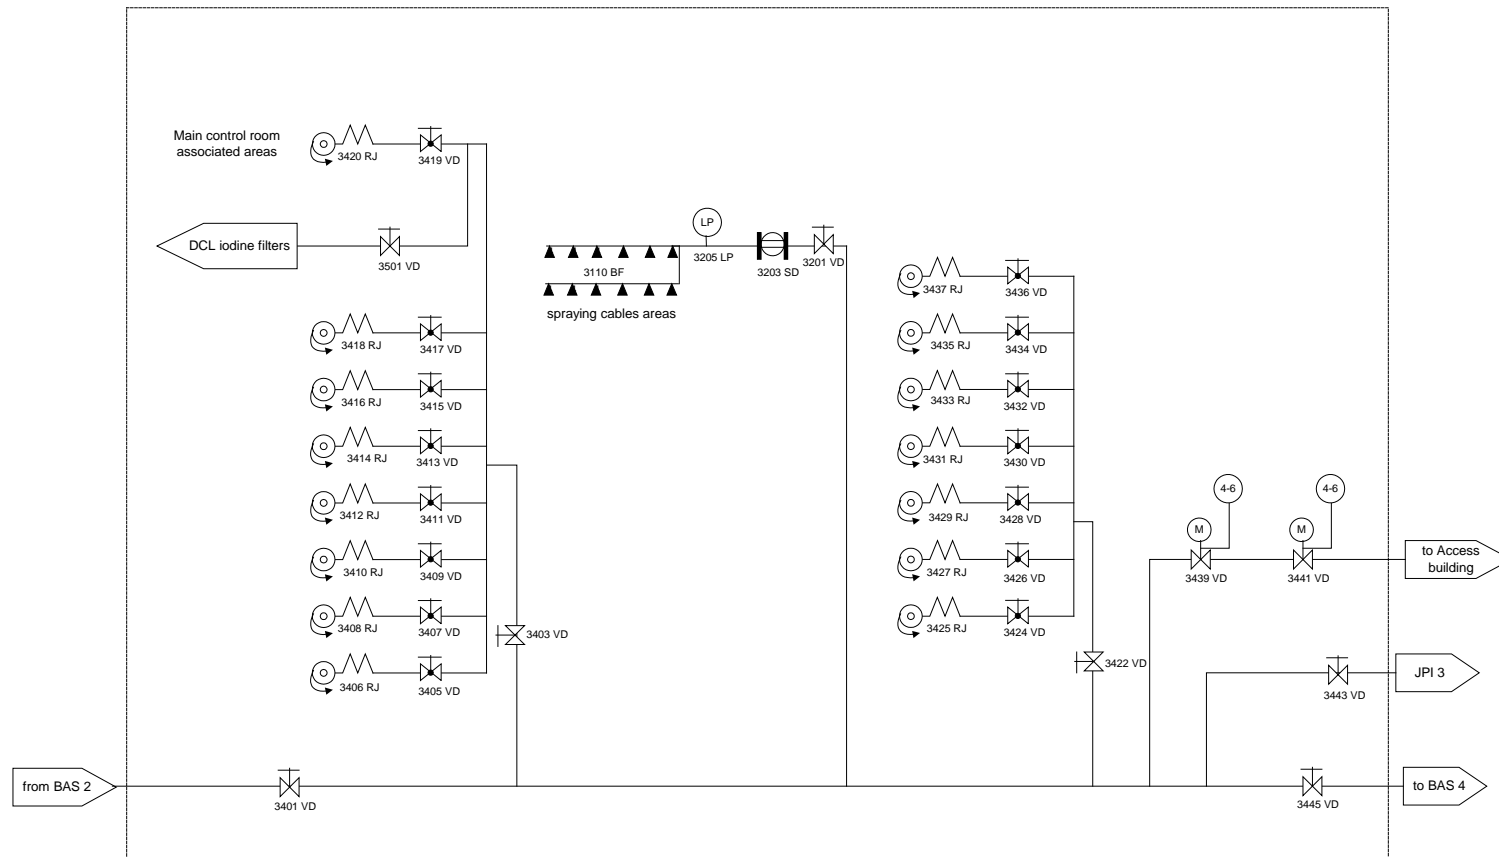 Main control room
associated areas
3420 RJ
3419 VD
DCL iodine filters
3501 VD
LP
3110 BF
3205 LP
3203 SD
3201 VD
spraying cables areas
3418 RJ
3417 VD
3416 RJ
3415 VD
3414 RJ
3413 VD
3412 RJ
3411 VD
3410 RJ
3409 VD
3408 RJ
3407 VD
3403 VD
3406 RJ
3405 VD
3437 RJ
3436 VD
3435 RJ
3434 VD
3433 RJ
3432 VD
3431 RJ
3430 VD
3429 RJ
3428 VD
3427 RJ
3426 VD
3425 RJ
3424 VD
3422 VD
4-6
4-6
M
M
3439 VD
3441 VD
to Access
building
3443 VD
JPI 3
from BAS 2
3401 VD
3445 VD
to BAS 4